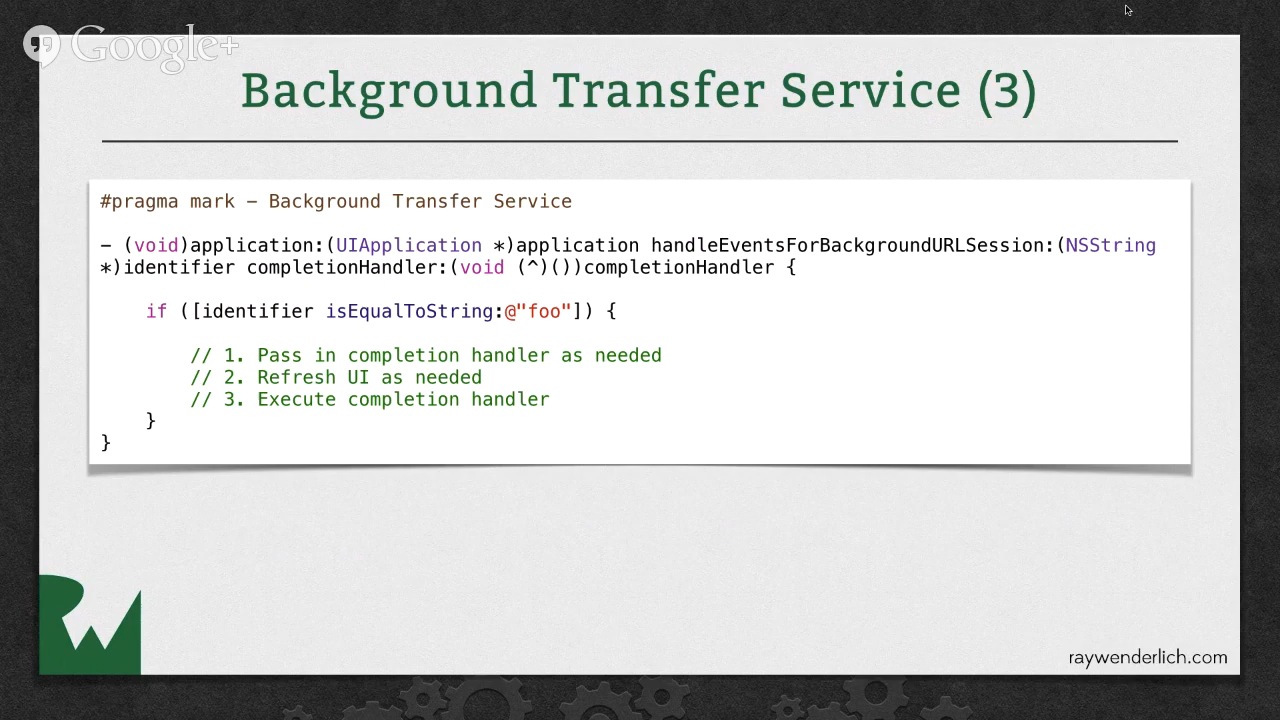 Google+
Background Transfer Service (3)
#pragma mark - Background Transfer Service
- (void)application:(UIApplication *)application handleEventsForBackgroundURLSession:(NSString
*)identifier completionHandler:(void (^)())completionHandler {
if ([identifier isEqualToString:@"foo"]) {
// 1. Pass in completion handler as needed
// 2. Refresh UI as needed
// 3. Execute completion handler
}
}
RW
raywenderlich.com